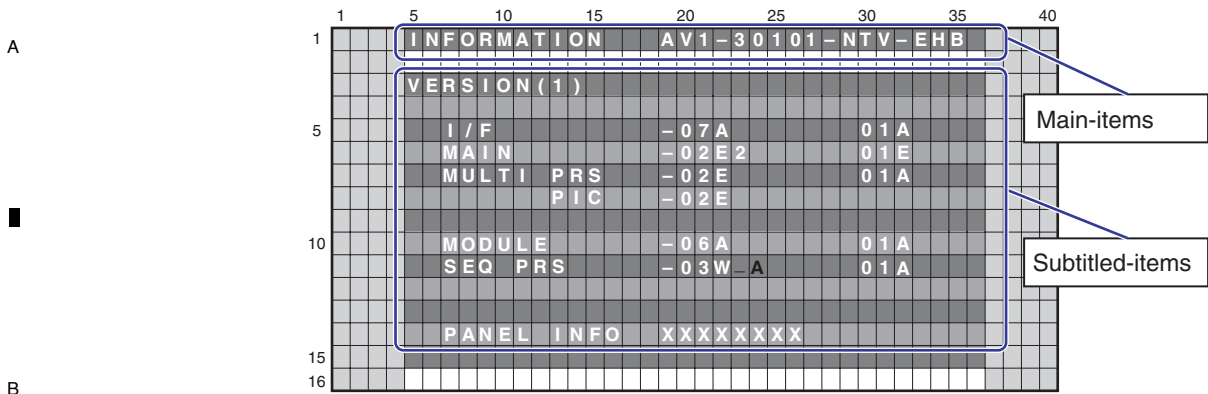 1 5 10 15 20 25 30 35 40
A
1 INFORMATION AV1-30101-NTV-EHB
VERSION(1)
Main-items
5 I/F -07A 01A
MAIN -02E2 01E
MULTI PRS -02E 01A
PIC -02E
10 MODULE -06A 01A
SEQ PRS -03W_A 01A
Subtitled-items
PANEL INFO XXXXXXXX
15
16
B